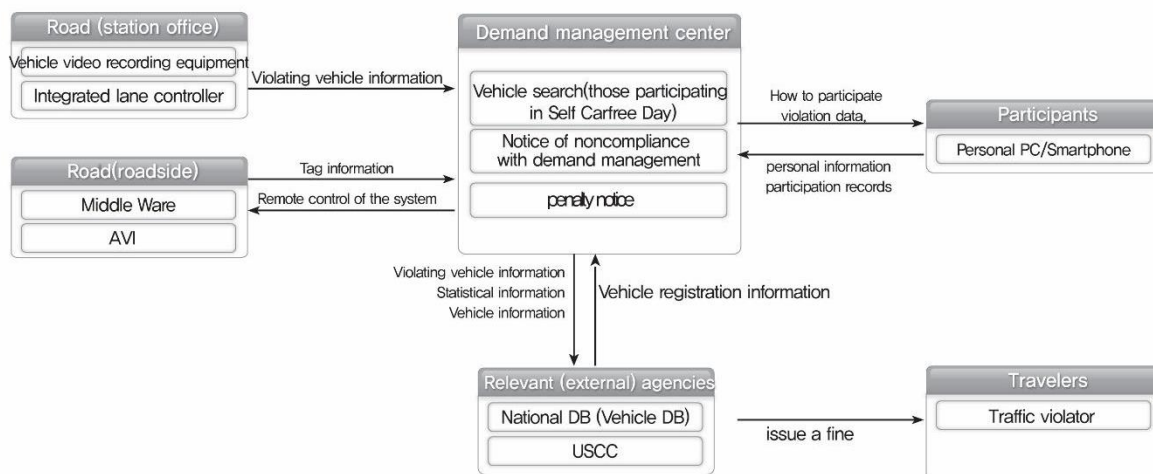 Road (station office)
Vehicle video recording equipment
Integrated lane controller
Violating vehicle information
Demand management center
Vehicle search(those participating
in Self Carfree Day)
Notice of noncompliance
with demand management
penalty notice
How to participate
violation data,
personal information
participation records
Participants
Personal PC/Smartphone
Road(roadside)
Middle Ware
AVI
Tag information
Remote control of the system
Violating vehicle information
Statistical information
Vehicle information
Vehicle registration information
Relevant (external) agencies
National DB (Vehicle DB)
USCC
issue a fine
Travelers
Traffic violator